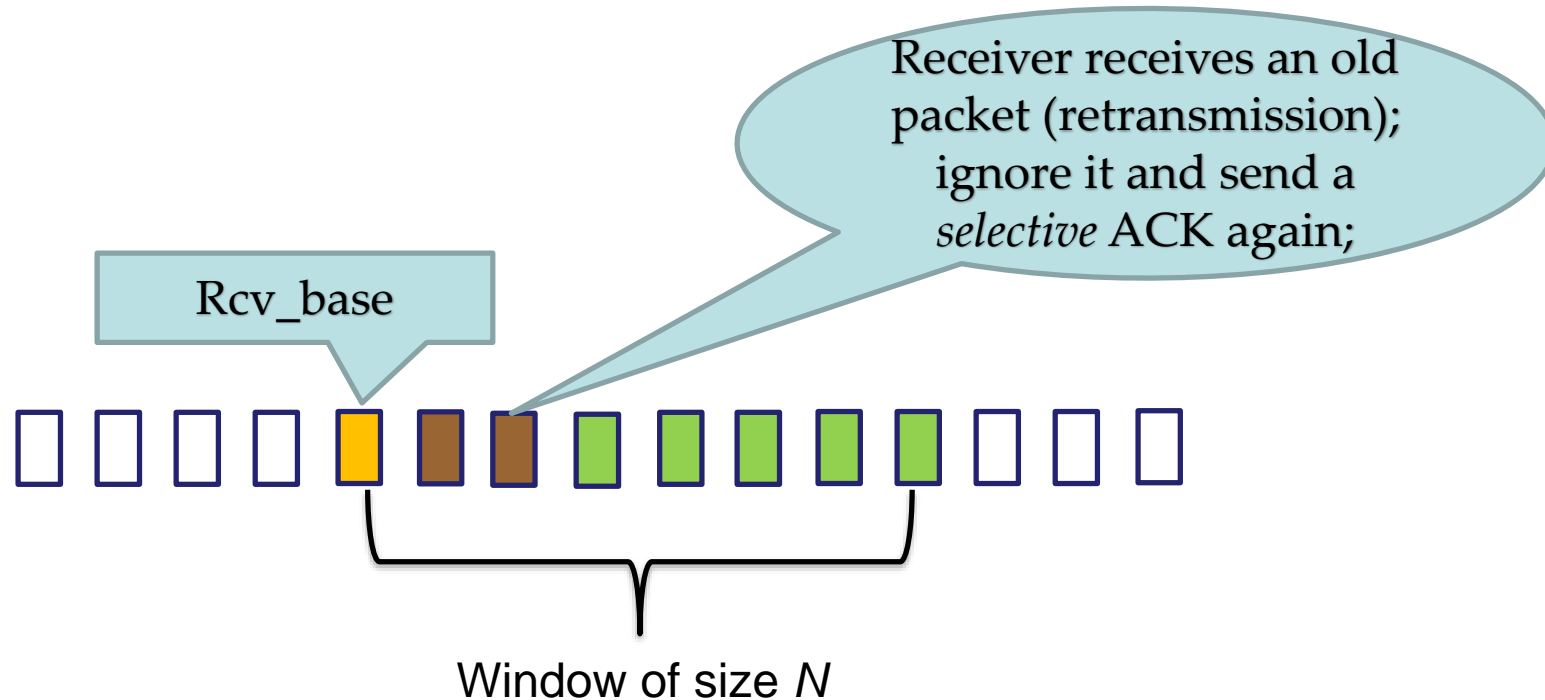 Receiver receives an old
packet (retransmission);
ignore it and send a
selective ACK again;
Rcv_base
Window of size N